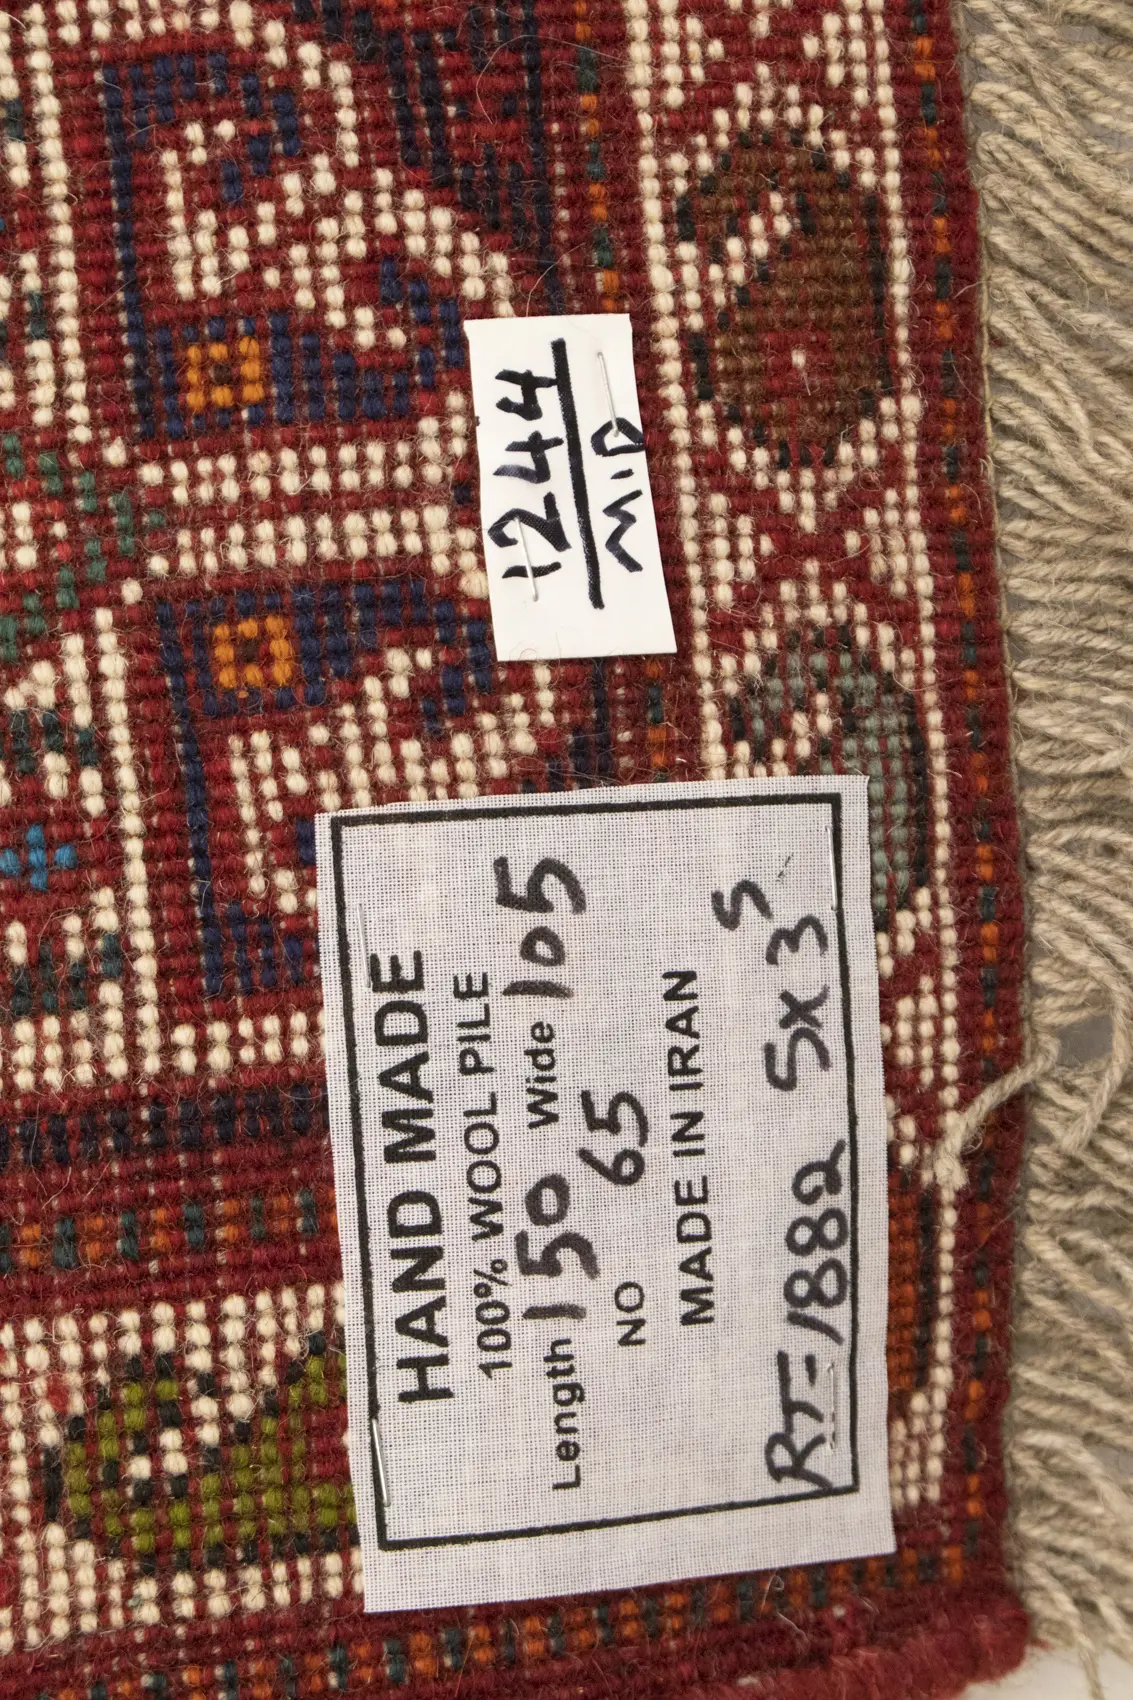 1244
M.D
HAND MADE
100% WOOL PILE
Length 150 Wide 105
NO 65
MADE IN IRAN
RT-1882 5x3 5